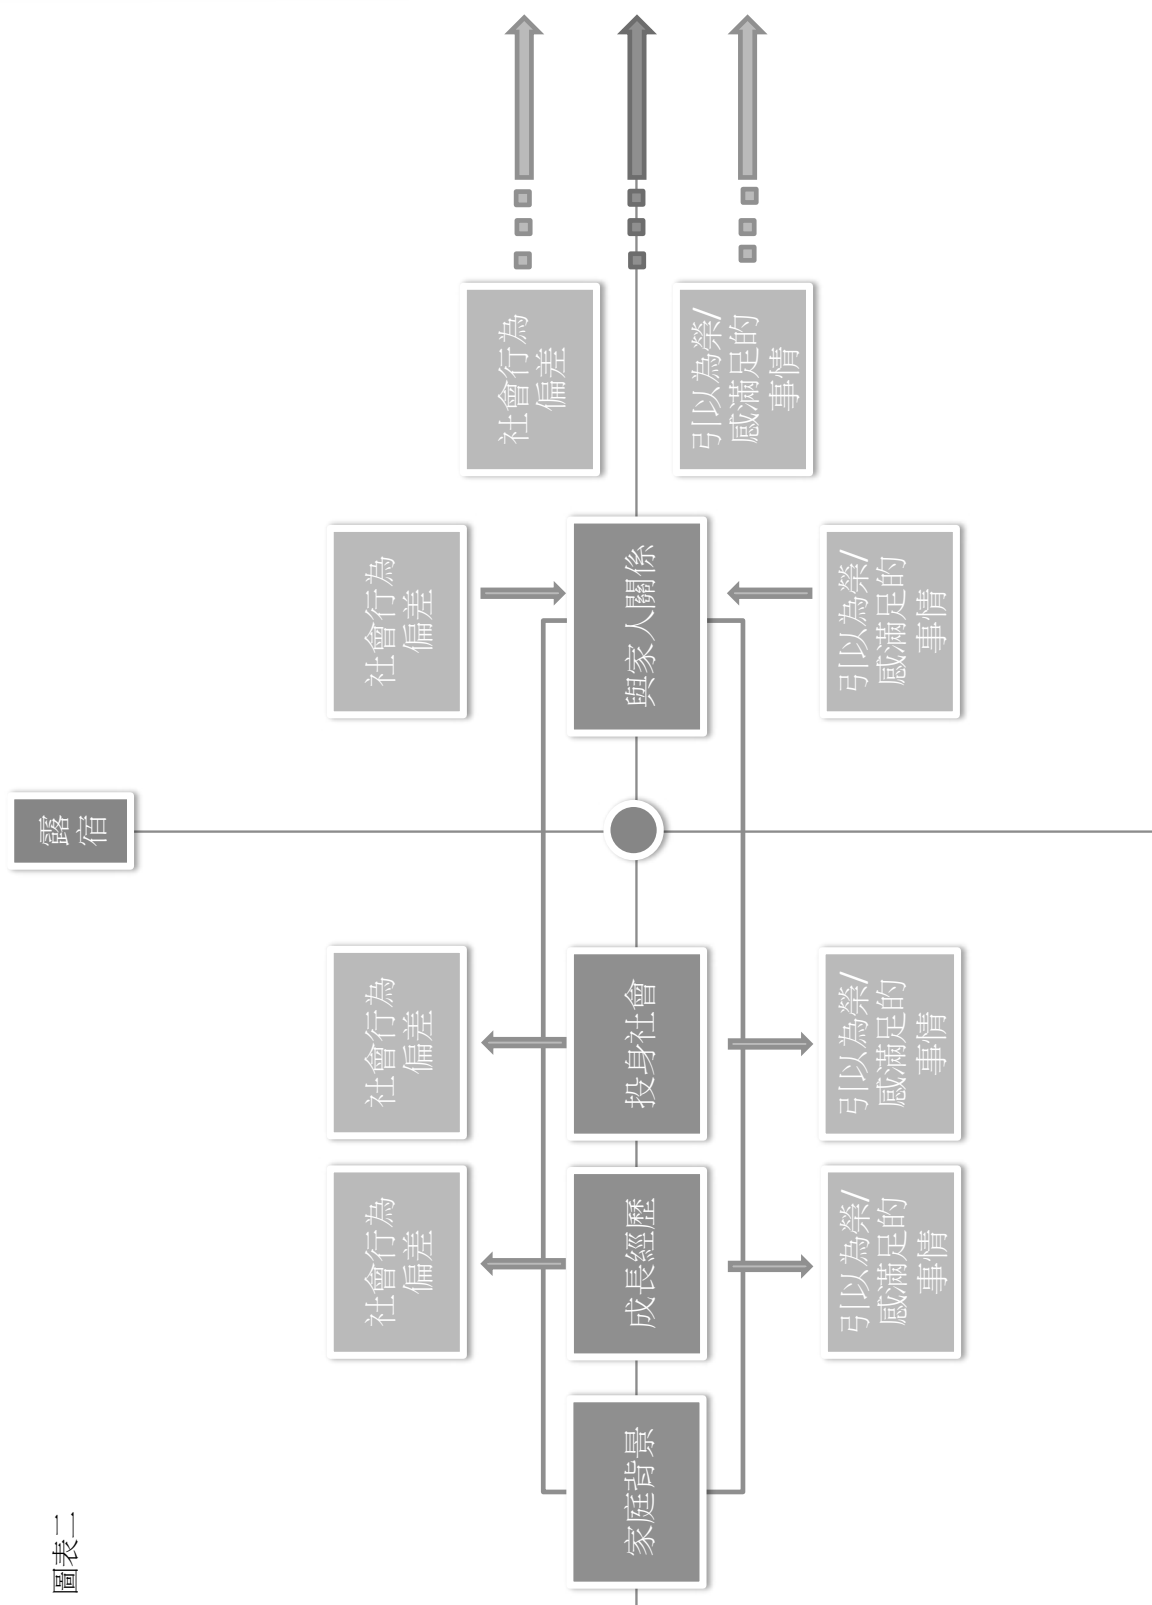 圖表二
露
宿
社會行為
偏差
社會行為
偏差
社會行為
偏差
社會行為
偏差
家庭背景
成長經歷
投身社會
與家人關係
引以為榮/
感滿足的
事情
引以為榮/
感滿足的
事情
引以為榮/
感滿足的
事情
引以為榮/
感滿足的
事情